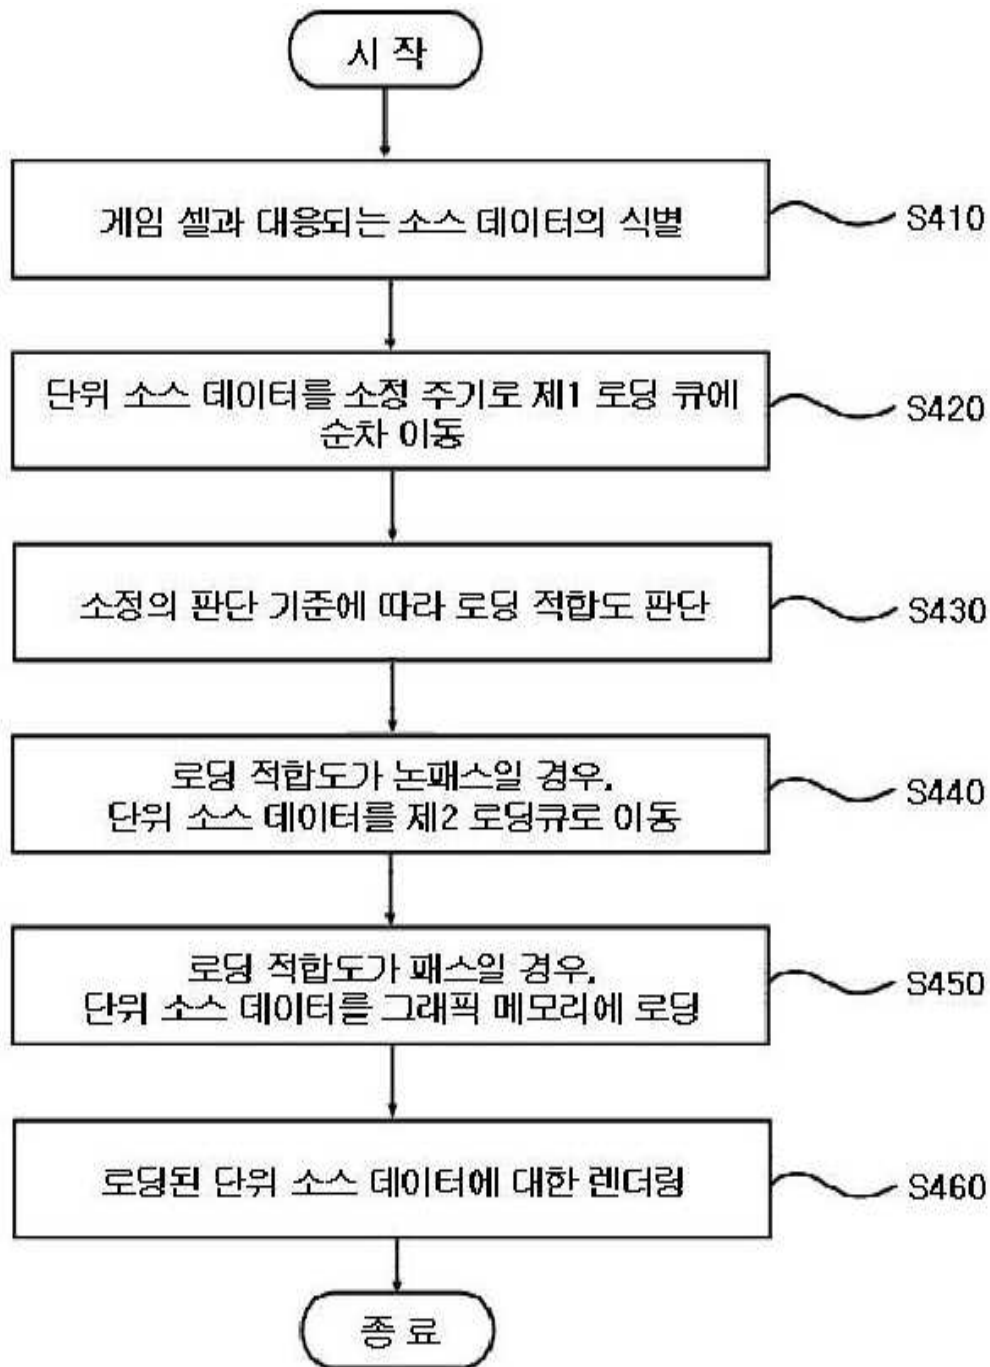 시 작
게임 셀과 대응되는 소스 데이터의 식별
S410
단위 소스 데이터를 소정 주기로 제1 로딩 큐에
순차 이동
S420
소정의 판단 기준에 따라 로딩 적합도 판단
S430
로딩 적합도가 논패스일 경우,
단위 소스 데이터를 제2 로딩큐로 이동
S440
로딩 적합도가 패스일 경우,
단위 소스 데이터를 그래픽 메모리에 로딩
S450
로딩된 단위 소스 데이터에 대한 렌더링
S460
종 료